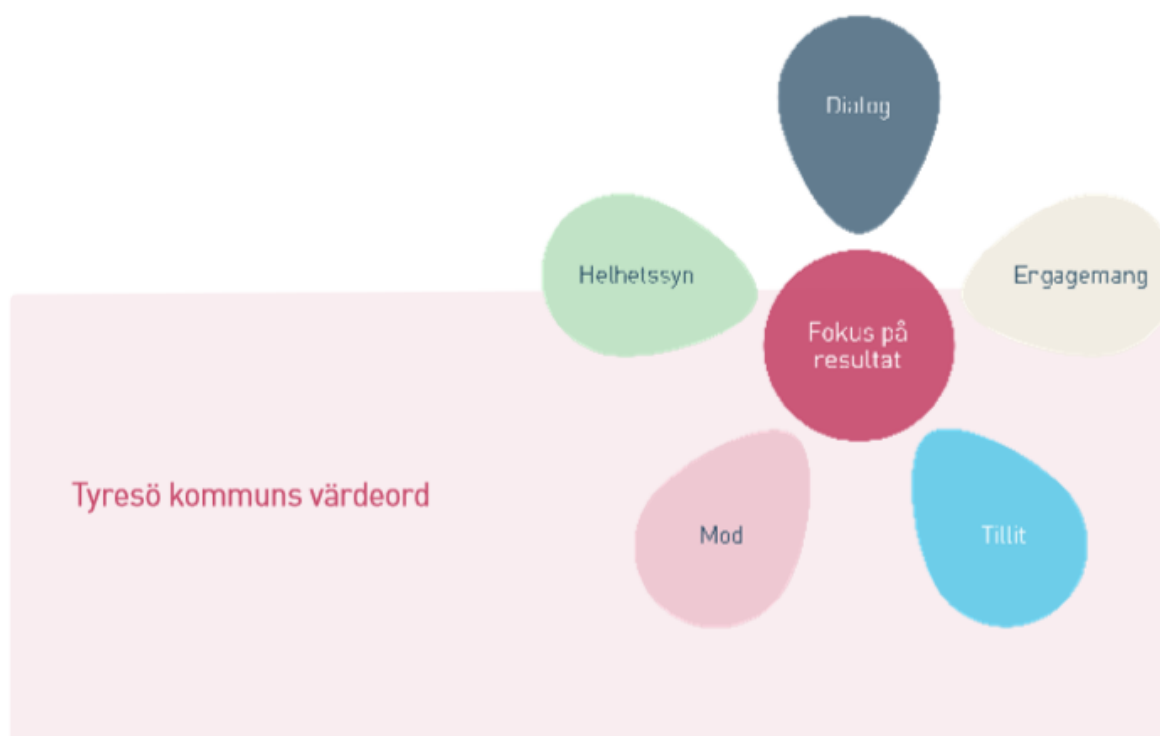 Dialog
Helhetssyn
Ergagemang
Fokus på
resultat
Tyresö kommuns värdeord
Mod
Tillit